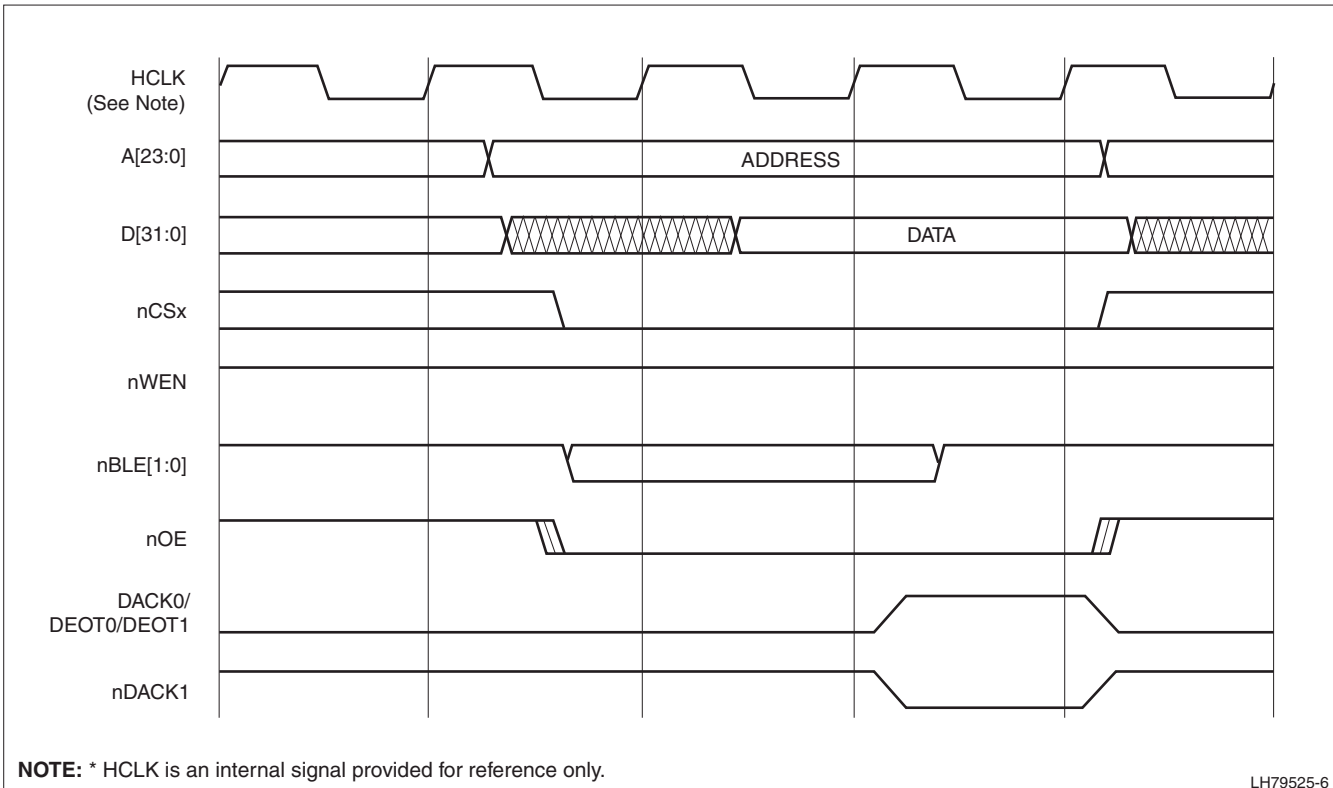 HCLK
(See Note)
A[23:0]
ADDRESS
D[31:0]
DATA
nCSx
nWEN
nBLE[1:0]
nOE
DACK0/
DEOT0/DEOT1
nDACK1
NOTE: * HCLK is an internal signal provided for reference only.
LH79525-6